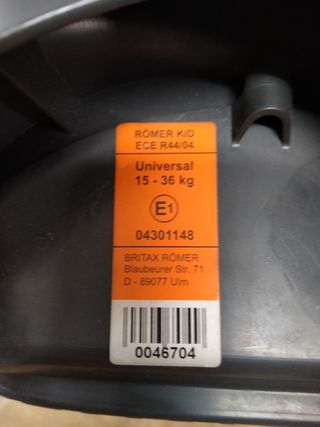 RÖMER KID
ECE R44/04
Universal
15 - 36 kg
E1
04301148
BRITAX RÖMER
Blaubeurer Str. 71
D - 89077 Ulm
0046704